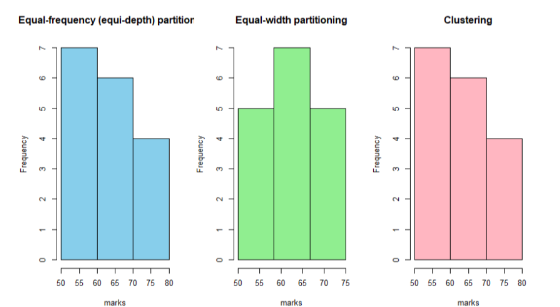 Equal-frequency (equi-depth) partitior
Frequency
0 1 2 3 4 5 6 7
50 55 60 65 70 75 80
marks
Equal-width partitioning
Frequency
0 1 2 3 4 5 6 7
50 55 60 65 70 75
marks
Clustering
Frequency
0 1 2 3 4 5 6 7
50 55 60 65 70 75 80
marks